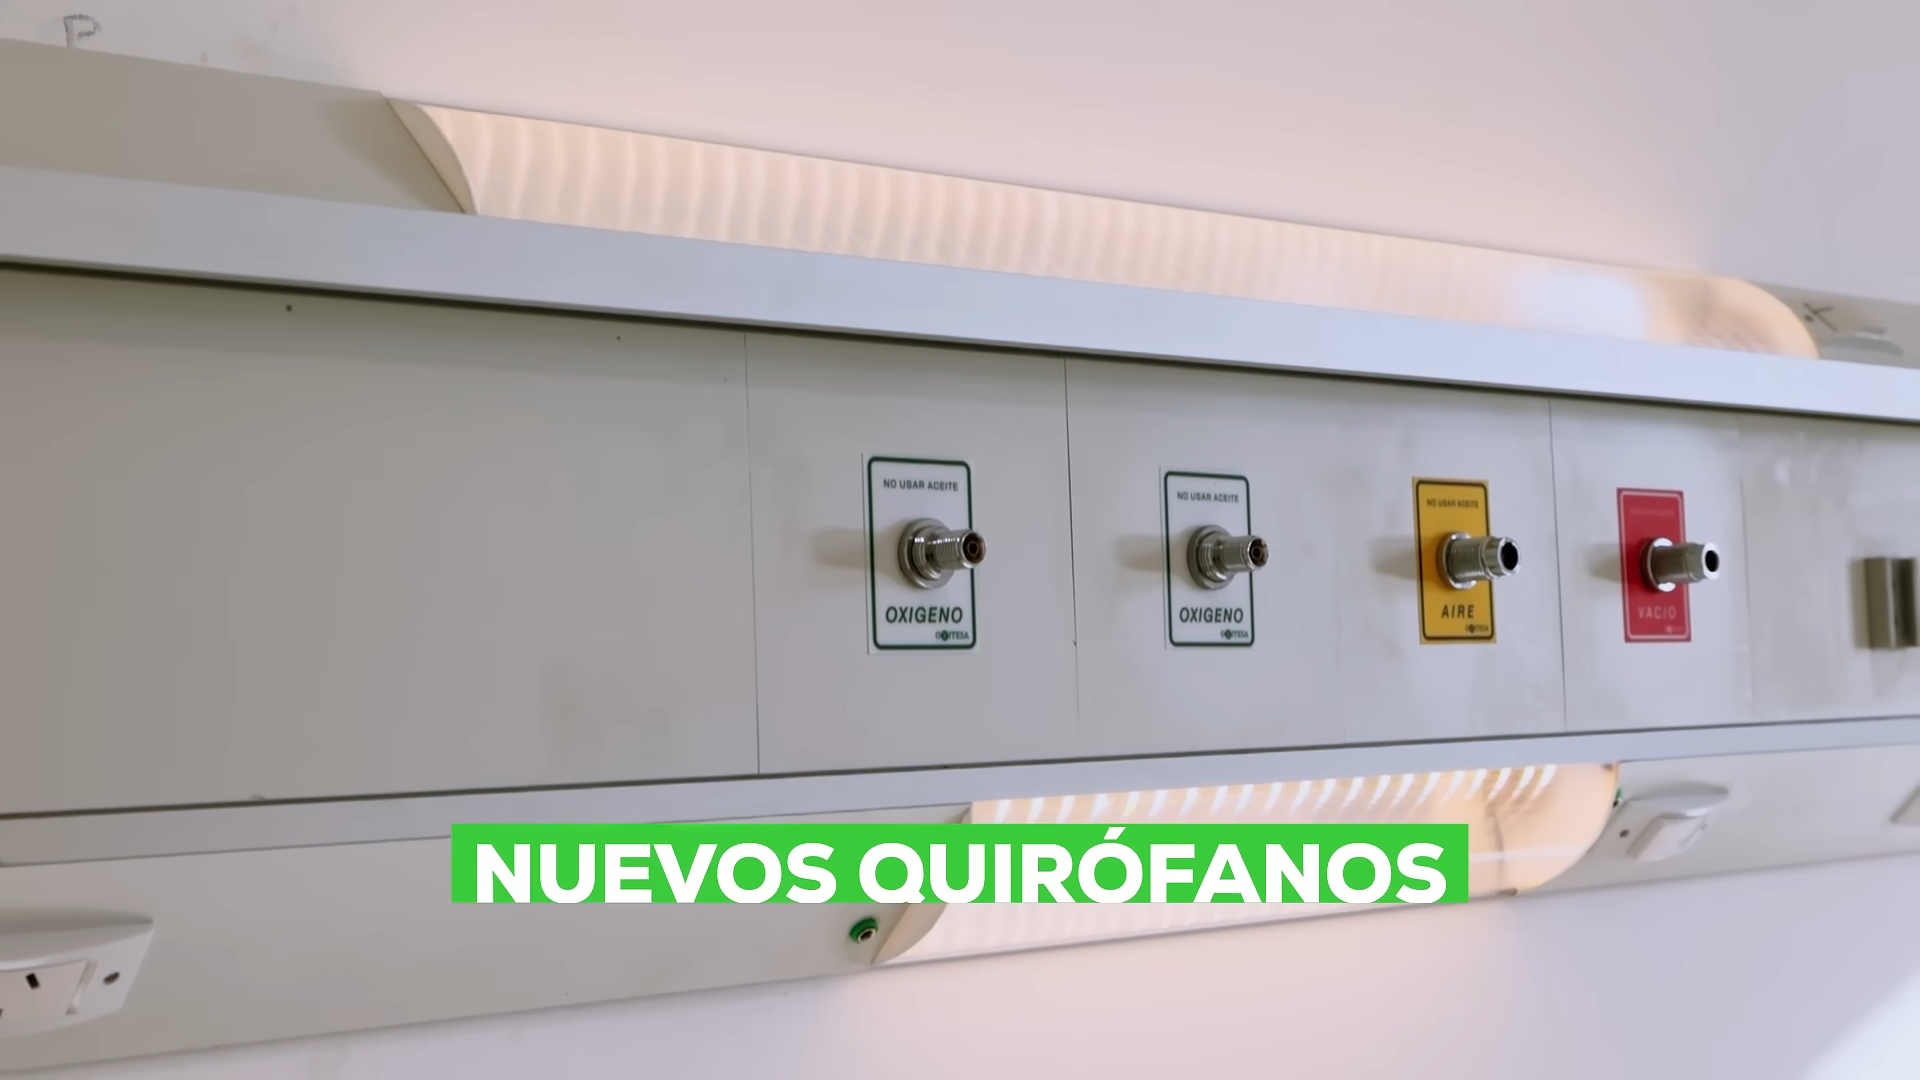 NO USAR ACEITE
OXIGENO
NO USAR ACEITE
OXIGENO
NO USAR ACEITE
AIRE
VACIO
NUEVOS QUIRÓFANOS